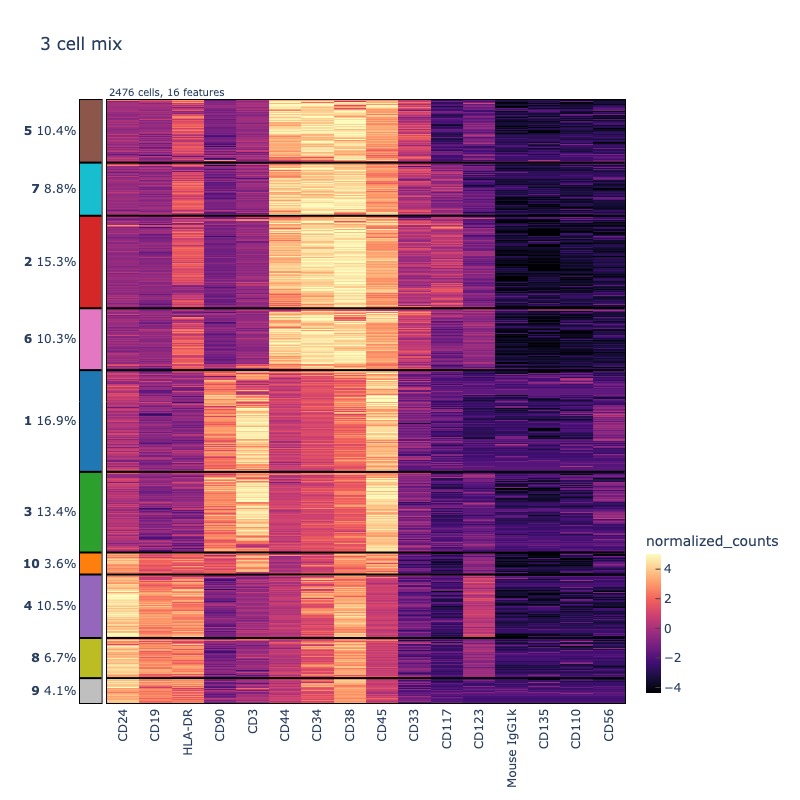 3 cell mix
2476 cells, 16 features
5 10.4%
7 8.8%
2 15.3%
6 10.3%
1 16.9%
3 13.4%
10 3.6%
4 10.5%
8 6.7%
9 4.1%
normalized_counts
4
2
0
−2
−4
CD24
CD19
HLA-DR
CD90
CD3
CD44
CD34
CD38
CD45
CD33
CD117
CD123
Mouse IgG1k
CD135
CD110
CD56